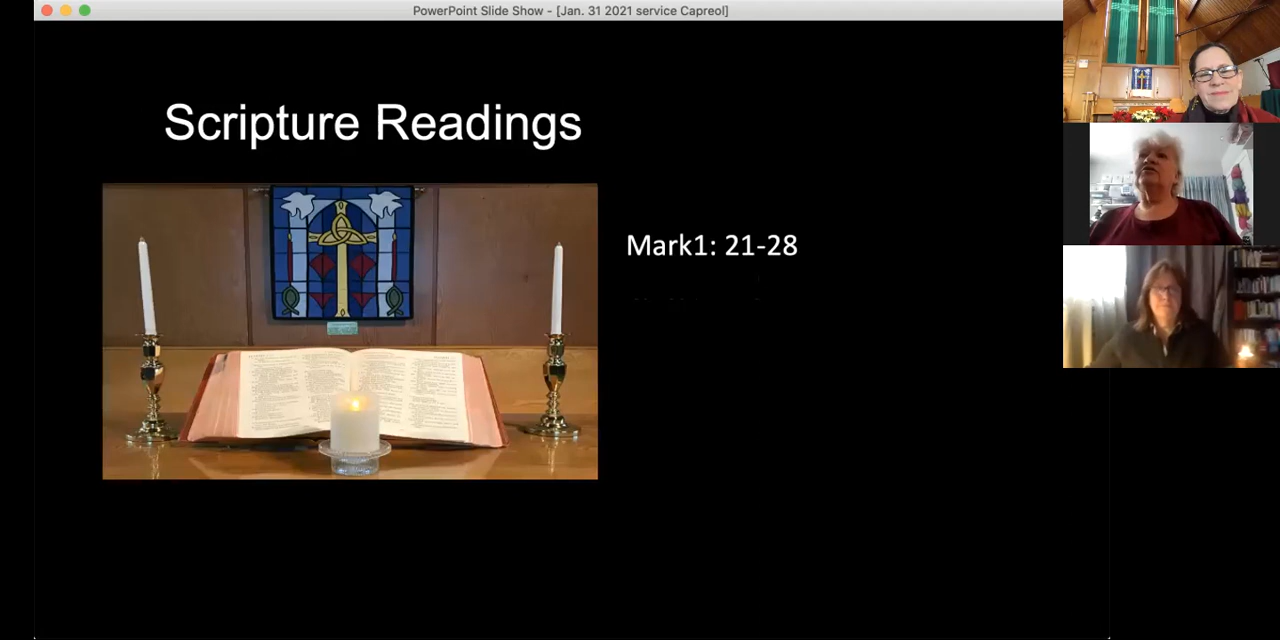 PowerPoint Slide Show - [Jan. 31 2021 service Capreol]
Scripture Readings
Mark1: 21-28